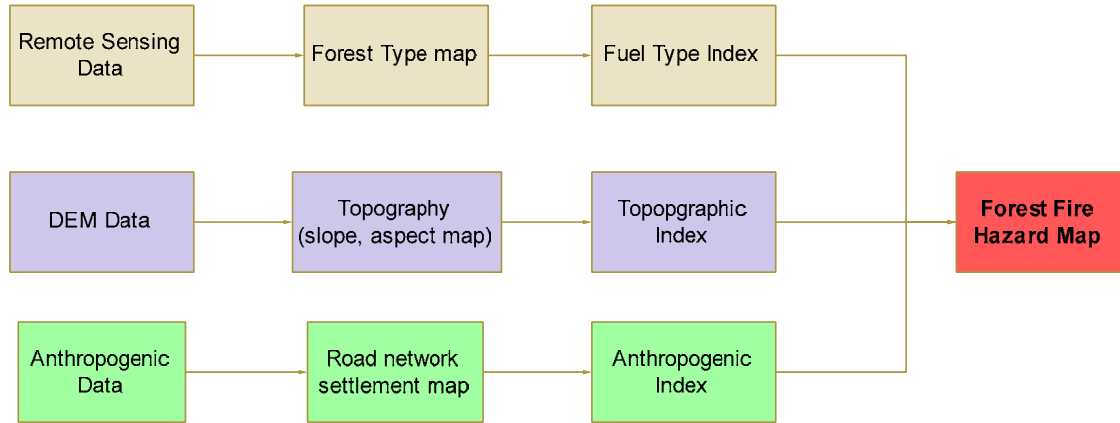 Remote Sensing
Data
Forest Type map
Fuel Type Index
DEM Data
Topography
(slope, aspect map)
Topopgraphic
Index
Forest Fire
Hazard Map
Anthropogenic
Data
Road network
settlement map
Anthropogenic
Index